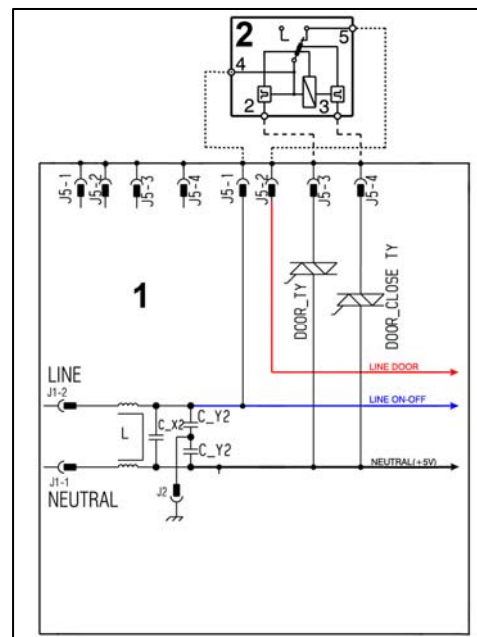 2
5
4
2
3
J5-1
J5-2
J5-3
J5-4
J5-1
J5-2
J5-3
J5-4
1
DOOR_TY
DOOR_CLOSE TY
LINE DOOR
LINE
J1-2
LINE ON-OFF
L
C_X2
C_Y2
C_Y2
J1-1
NEUTRAL
J2
NEUTRAL(+5V)